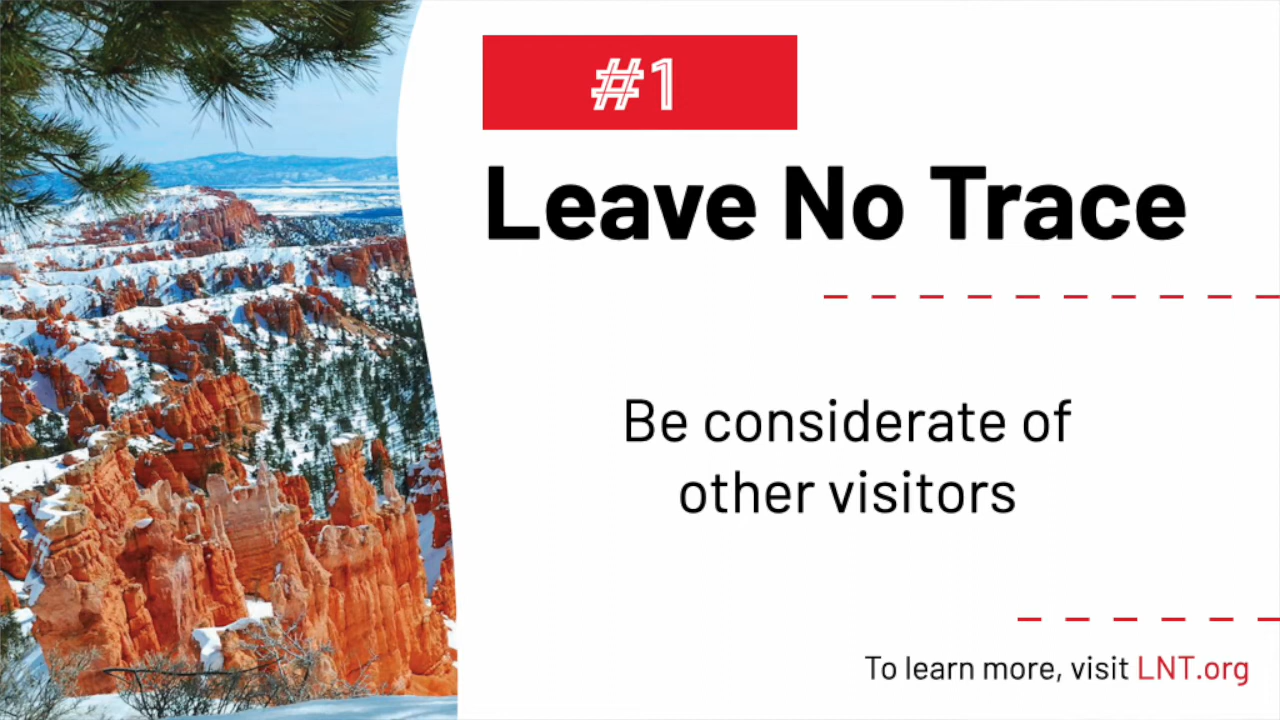 #1
Leave No Trace
Be considerate of
other visitors
To learn more, visit LNT.org